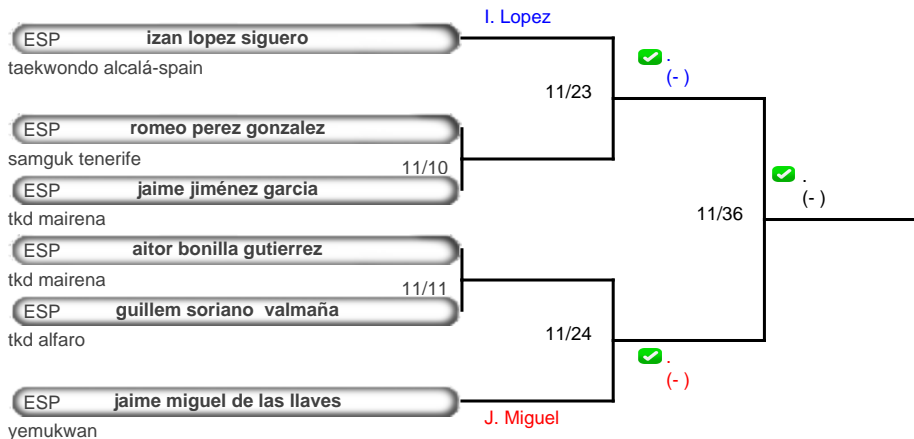 I. Lopez
ESP izan lopez siguero
taekwondo alcalá-spain
.
(- )
11/23
ESP romeo perez gonzalez
samguk tenerife
11/10
ESP jaime jiménez garcia
tkd mairena
.
(- )
11/36
ESP aitor bonilla gutierrez
tkd mairena
11/11
ESP guillem soriano  valmaña
tkd alfaro
11/24
.
(- )
ESP jaime miguel de las llaves
J. Miguel
yemukwan